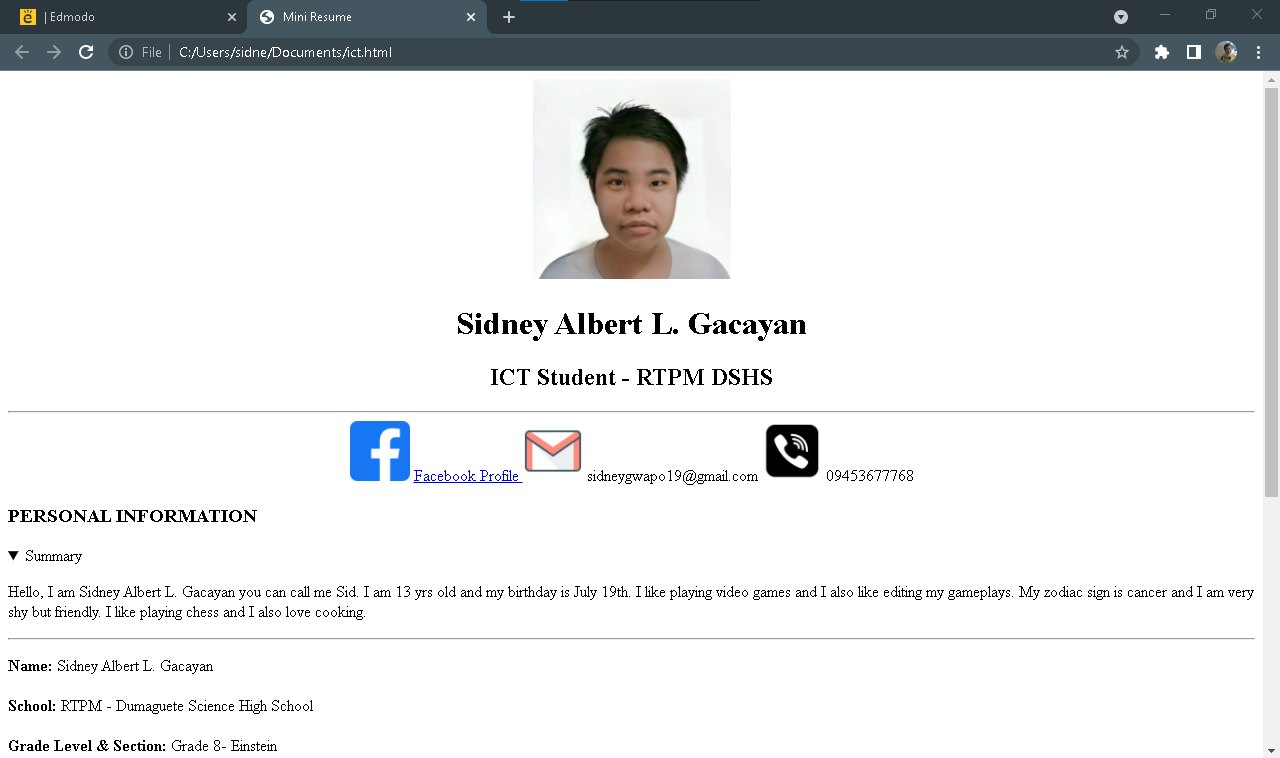 | Edmodo
Mini Resume
File | C:/Users/sidne/Documents/ict.html
Sidney Albert L. Gacayan
ICT Student - RTPM DSHS
Facebook Profile sidneygwapo19@gmail.com 09453677768
PERSONAL INFORMATION
▼ Summary
Hello, I am Sidney Albert L. Gacayan you can call me Sid. I am 13 yrs old and my birthday is July 19th. I like playing video games and I also like editing my gameplays. My zodiac sign is cancer and I am very
shy but friendly. I like playing chess and I also love cooking.
Name: Sidney Albert L. Gacayan
School: RTPM - Dumaguete Science High School
Grade Level & Section: Grade 8- Einstein